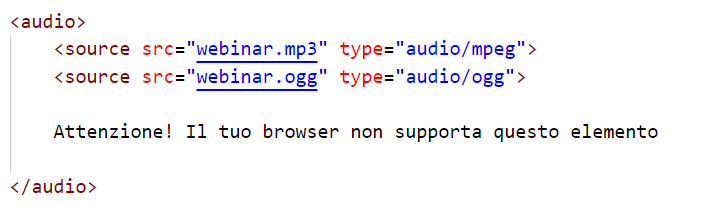 <audio>
<source src="webinar.mp3" type="audio/mpeg">
<source src="webinar.ogg" type="audio/ogg">
Attenzione! Il tuo browser non supporta questo elemento
</audio>